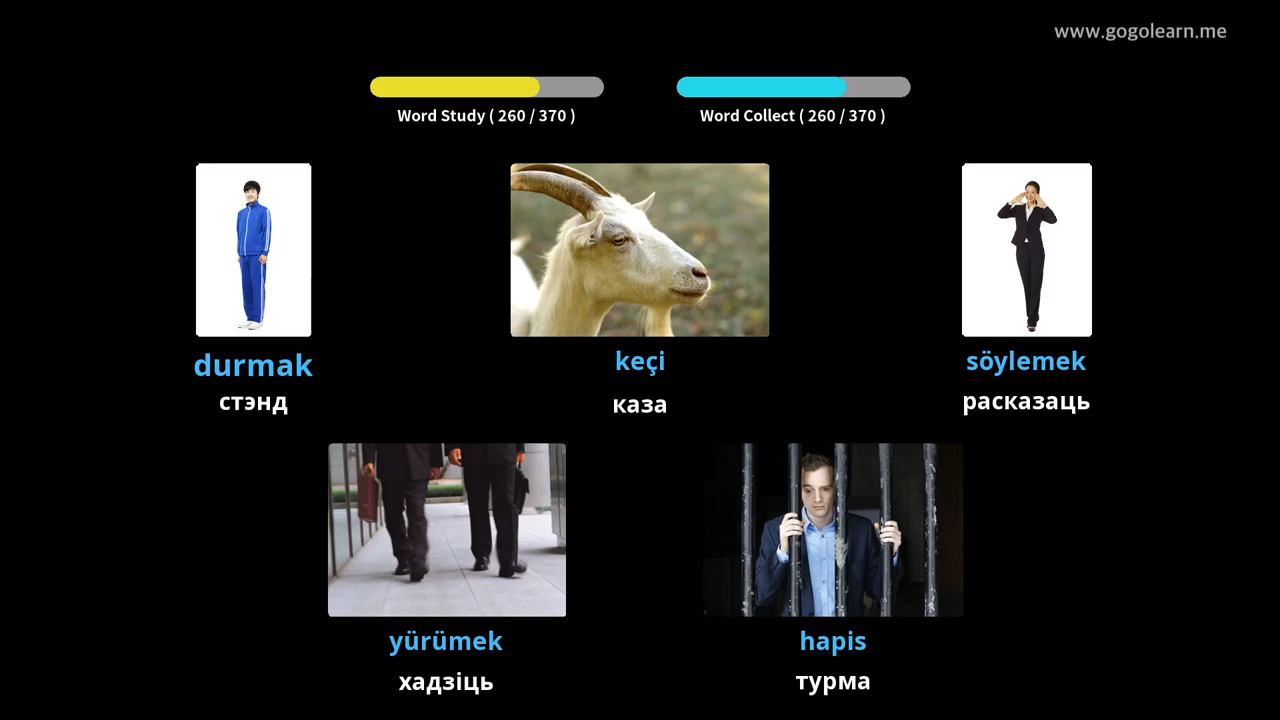 www.gogolearn.me
Word Study ( 260 / 370 )
Word Collect ( 260 / 370 )
durmak
стэнд
keçi
каза
söylemek
расказаць
yürümek
хадзіць
hapis
турма